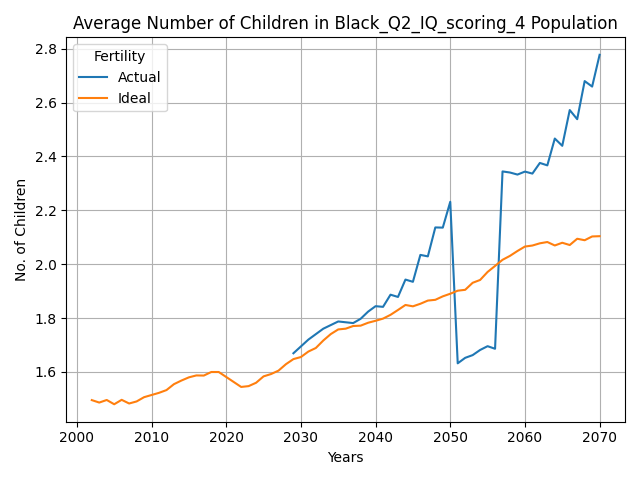 Average Number of Children in Black_Q2_IQ_scoring_4 Population
Fertility
Actual
Ideal
No. of Children
2.8
2.6
2.4
2.2
2.0
1.8
1.6
2000 2010 2020 2030 2040 2050 2060 2070
Years